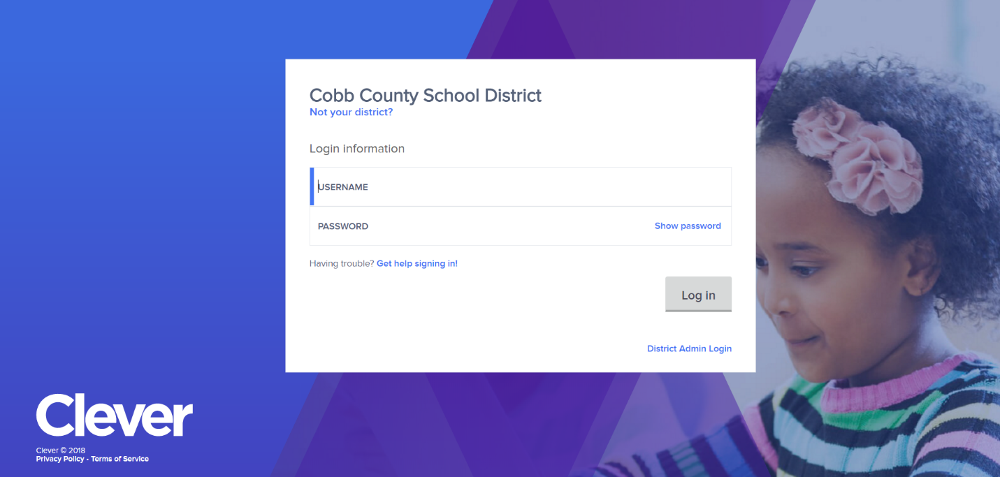 Cobb County School District
Not your district?
Login information
USERNAME
PASSWORD Show password
Having trouble? Get help signing in!
Log in
District Admin Login
Clever
Clever © 2018
Privacy Policy - Terms of Service